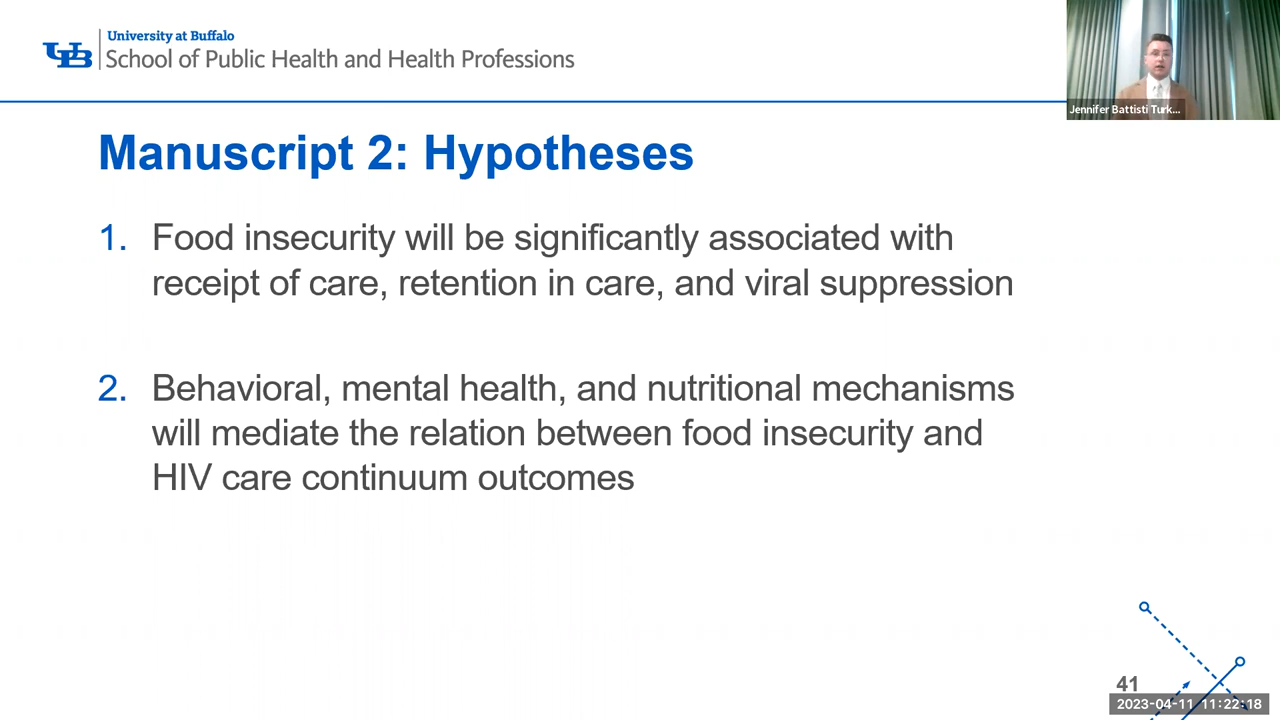 UB
University at Buffalo
School of Public Health and Health Professions
Jennifer Battisti Turk...
Manuscript 2: Hypotheses
1. Food insecurity will be significantly associated with
receipt of care, retention in care, and viral suppression
2. Behavioral, mental health, and nutritional mechanisms
will mediate the relation between food insecurity and
HIV care continuum outcomes
41
2023-04-11 11:22:18